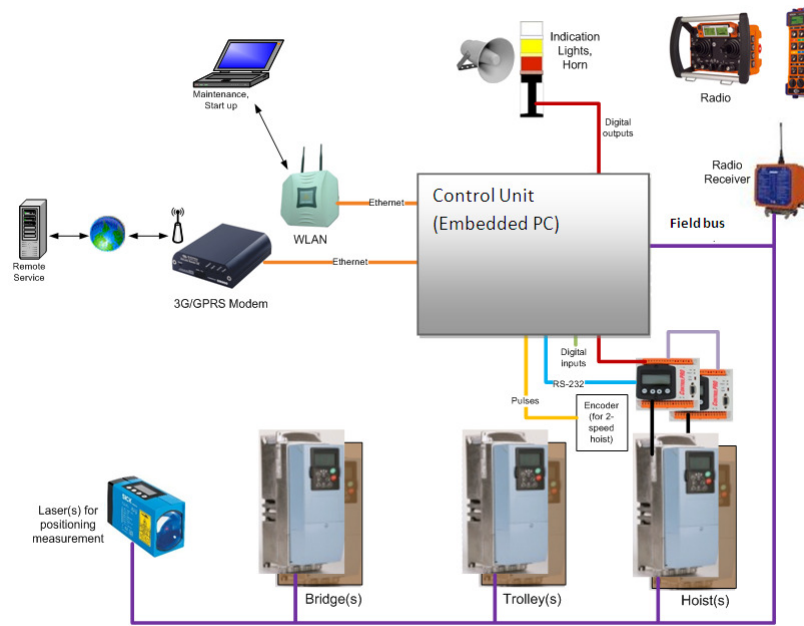 Indication
Lights,
Horn
Maintenance,
Start up
Radio
Digital
outputs
Radio
Receiver
Control Unit
(Embedded PC)
Ethernet
WLAN
Field bus
Remote
Service
Ethernet
3G/GPRS Modem
Digital
inputs
RS-232
Pulses
Encoder
(for 2-
speed
hoist)
Laser(s) for
positioning
measurement
Bridge(s)
Trolley(s)
Hoist(s)